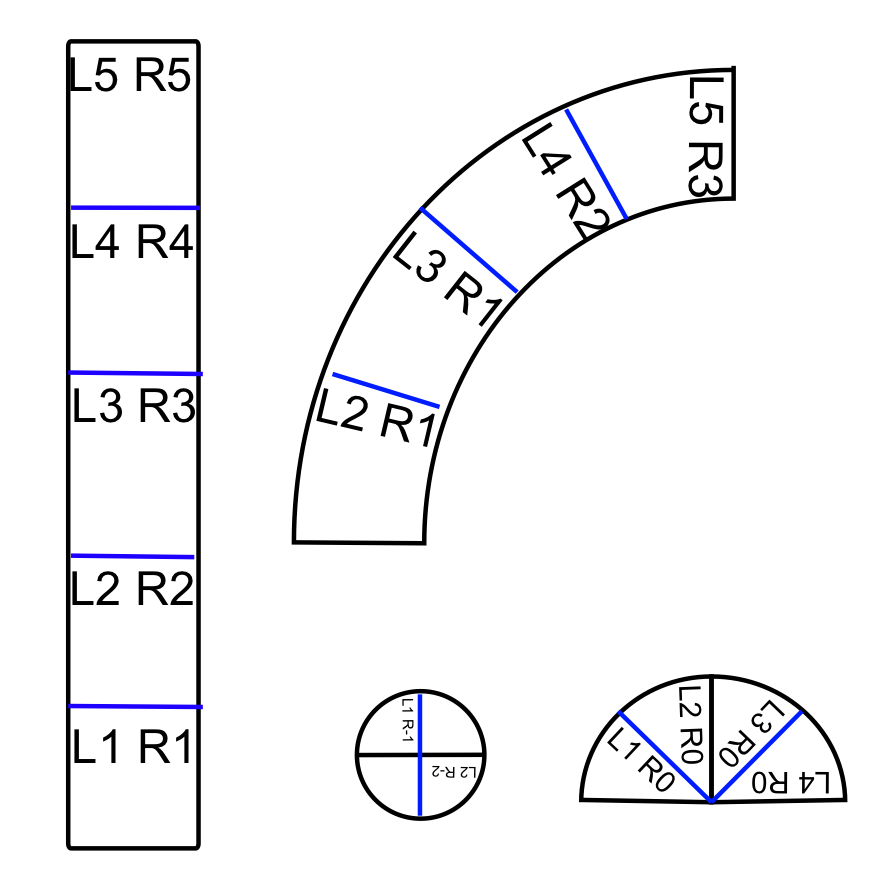 L5 R5
L4 R4
L3 R3
L2 R2
L1 R1
L5 R3
L4 R2
L3 R1
L2 R1
L1 R-1
L2 R-2
L1 R0
L2 R0
L3 R0
L4 R0